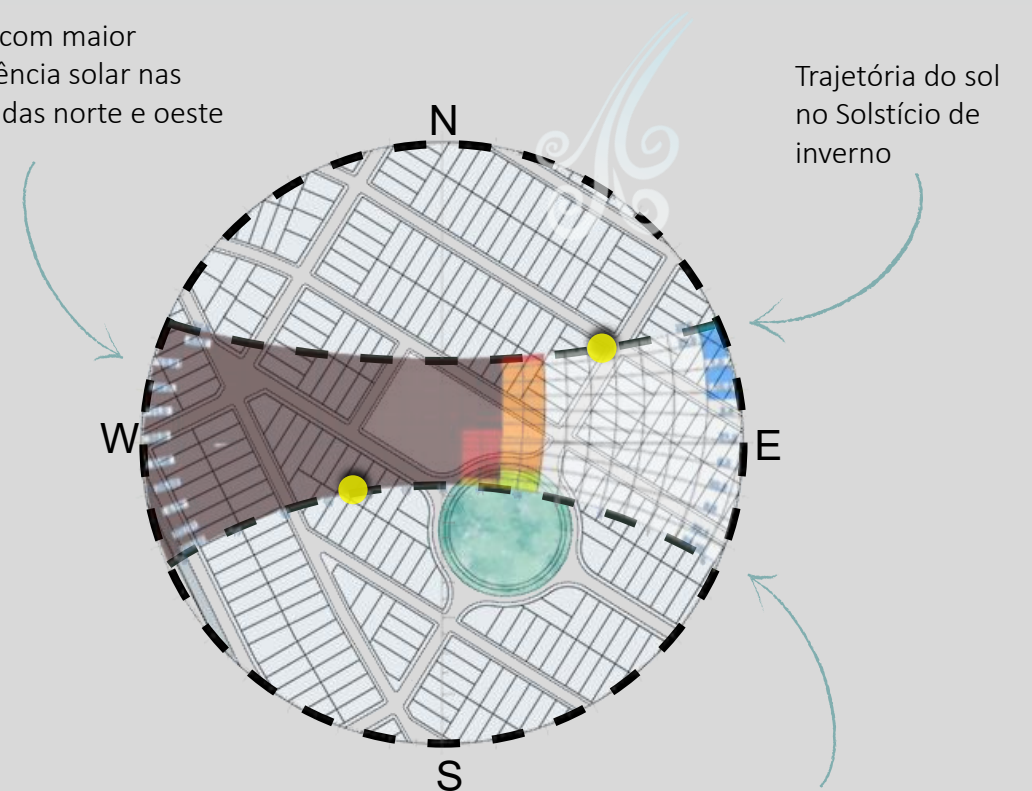 com maior
ência solar nas
das norte e oeste
Trajetória do sol
no Solstício de
inverno
N
W
E
S